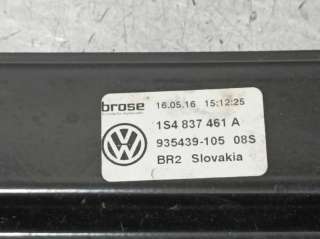 brose 16.05.16 15:12:25
1S4 837 461 A
935439-105 08S
BR2 Slovakia